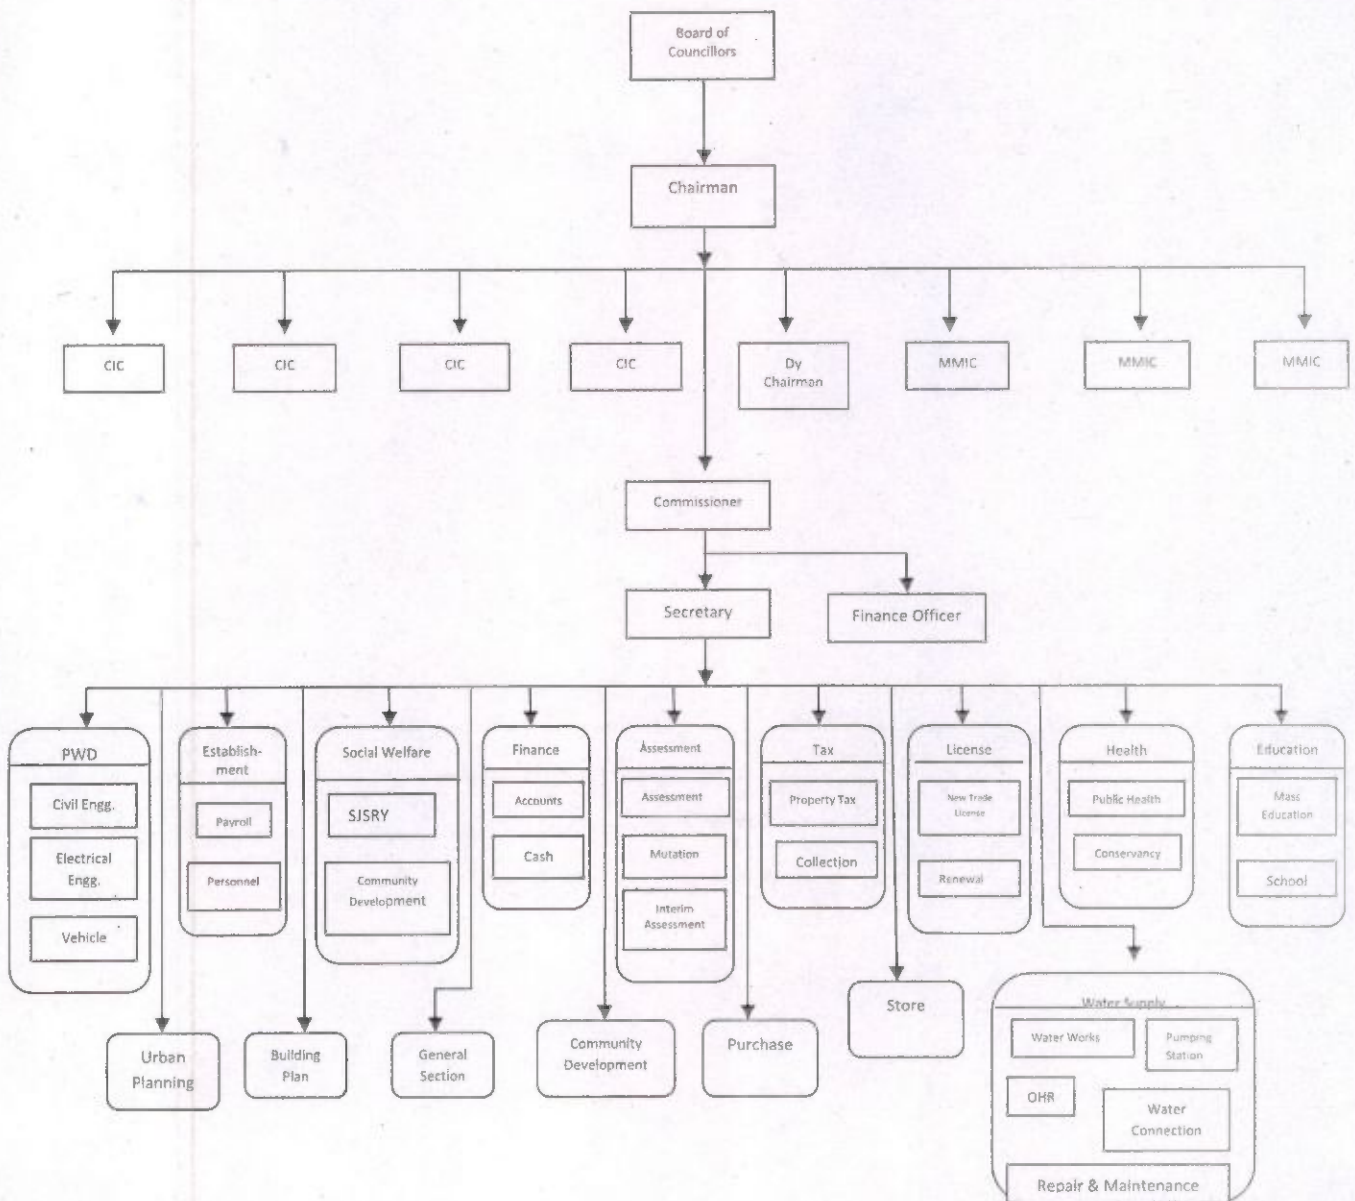 Board of
Councillors
Chairman
CIC
CIC
CIC
CIC
Dy
Chairman
MMIC
MMIC
MMIC
Commissioner
Secretary
Finance Officer
PWD
Civil Engg.
Electrical
Engg.
Vehicle
Establish-
ment
Payroll
Personnel
Social Welfare
SJSRY
Community
Development
Finance
Accounts
Cash
Assessment
Assessment
Mutation
Interim
Assessment
Tax
Property Tax
Collection
License
New Trade
License
Renewal
Health
Public Health
Conservancy
Education
Mass
Education
School
Urban
Planning
Building
Plan
General
Section
Community
Development
Purchase
Store
Water Supply
Water Works
Pumping
Station
OHR
Water
Connection
Repair & Maintenance